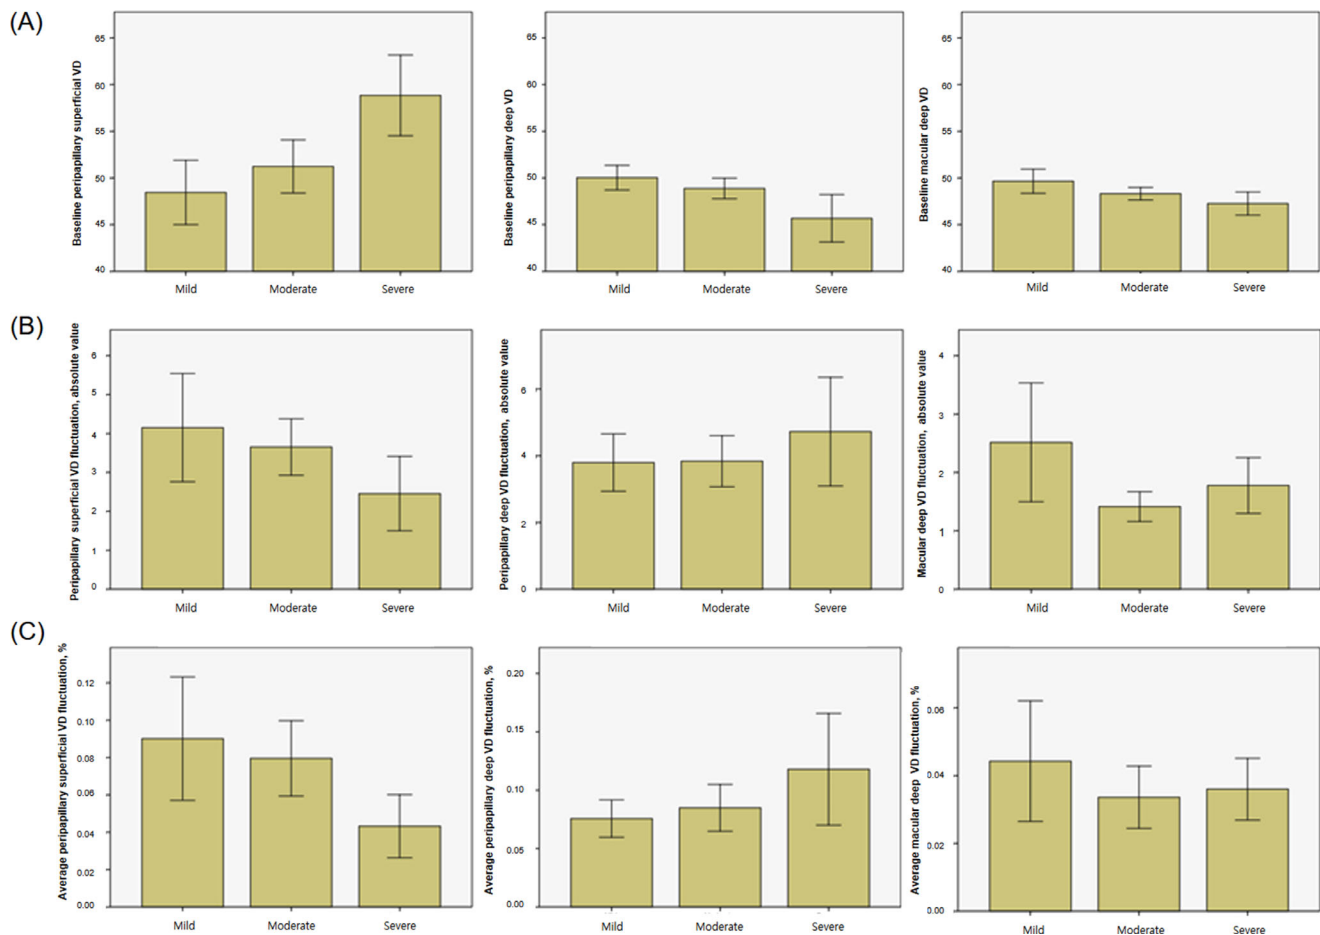 (A)
Baseline peripapillary superficial VD
65
60
55
50
45
40
Mild Moderate Severe
Baseline peripapillary deep VD
65
60
55
50
45
40
Mild Moderate Severe
Baseline macular deep VD
65
60
55
50
45
40
Mild Moderate Severe
(B)
Peripapillary superficial VD fluctuation, absolute value
6
5
4
3
2
1
0
Mild Moderate Severe
Peripapillary deep VD fluctuation, absolute value
6
4
2
0
Mild Moderate Severe
Macular deep VD fluctuation, absolute value
4
3
2
1
0
Mild Moderate Severe
(C)
Average peripapillary superficial VD fluctuation, %
0.12
0.10
0.08
0.06
0.04
0.02
0.00
Mild Moderate Severe
Average peripapillary deep VD fluctuation, %
0.20
0.15
0.10
0.05
0.00
Mild Moderate Severe
Average macular deep VD fluctuation, %
0.06
0.04
0.02
0.00
Mild Moderate Severe